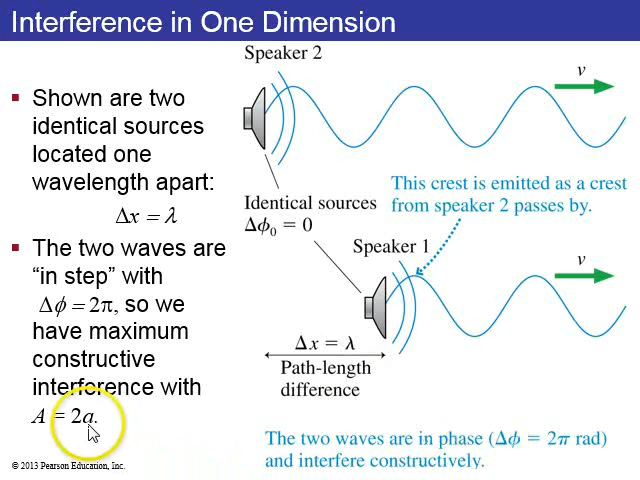 Interference in One Dimension
▪ Shown are two
identical sources
located one
wavelength apart:
Δx = λ
▪ The two waves are
“in step” with
Δϕ = 2π, so we
have maximum
constructive
interference with
A = 2a.
© 2013 Pearson Education, Inc.
Speaker 2
v
Identical sources
Δϕ₀ = 0
This crest is emitted as a crest
from speaker 2 passes by.
Speaker 1
v
Δx = λ
Path-length
difference
The two waves are in phase (Δϕ = 2π rad)
and interfere constructively.